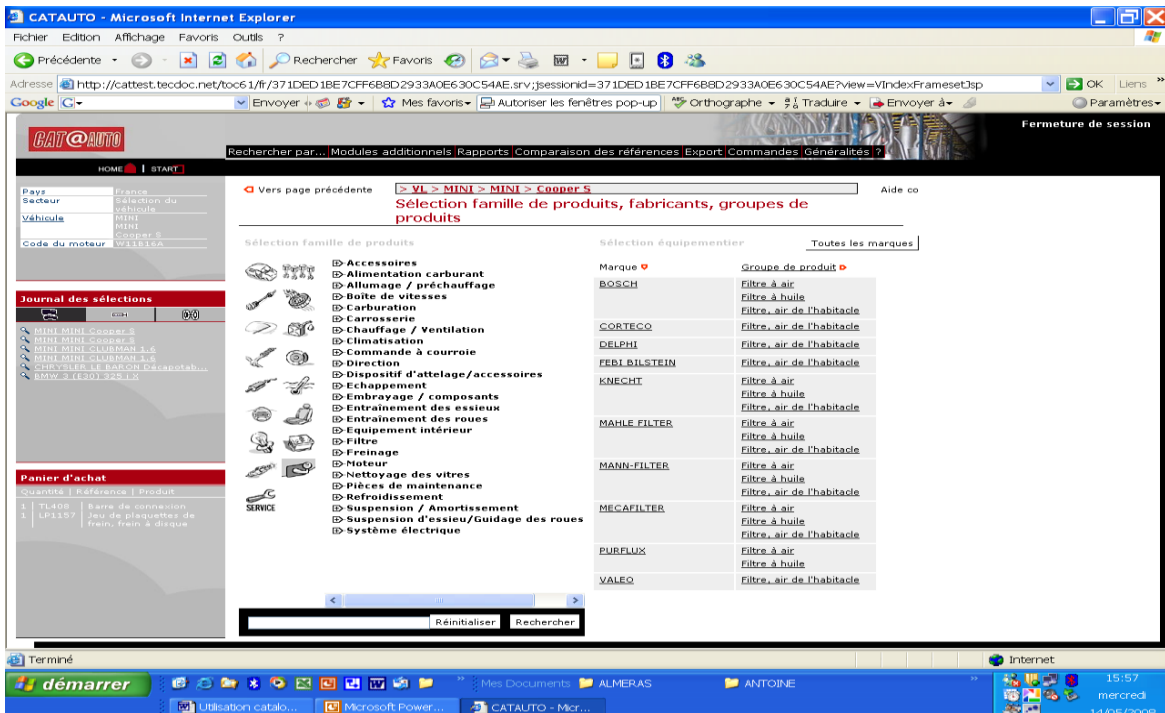 CATAUTO - Microsoft Internet Explorer
Fichier Edition Affichage Favoris Outils ?
Précédente Rechercher Favoris
Adresse http://cattest.tecdoc.net/toc61/fr/371DED1BE7CFF6B8D2933A0E630C54AE.srv;jsessionid=371DED1BE7CFF6B8D2933A0E630C54AE?view=VIndexFramesetJsp OK Liens »
Google G Envoyer Mes favoris Autoriser les fenêtres pop-up Orthographe Traduire Envoyer à Paramètres
CAT@AUTO
Fermeture de session
Rechercher par... Modules additionnels Rapports Comparaison des références Export Commandes Généralités ?
HOME | START
Pays France
Secteur Sélection du véhicule
Véhicule MINI
MINI
Cooper S
Code du moteur W11B16A
Journal des sélections
MINI MINI Cooper S
MINI MINI Cooper S
MINI MINI CLUBMAN 1.6
MINI MINI CLUBMAN 1.6
CHRYSLER LE BARON Décapotab...
BMW 3 (E30) 325 i X
Panier d'achat
Quantité | Référence | Produit
1 | TL408 | Barre de connexion
1 | LP1157 | Jeu de plaquettes de frein, frein à disque
Vers page précédente
> VL > MINI > MINI > Cooper S
Aide co
Sélection famille de produits, fabricants, groupes de
produits
Sélection famille de produits
Accessoires
Alimentation carburant
Allumage / préchauffage
Boîte de vitesses
Carburation
Carrosserie
Chauffage / Ventilation
Climatisation
Commande à courroie
Direction
Dispositif d'attelage/accessoires
Echappement
Embrayage / composants
Entraînement des essieux
Entraînement des roues
Equipement intérieur
Filtre
Freinage
Moteur
Nettoyage des vitres
Pièces de maintenance
Refroidissement
Suspension / Amortissement
Suspension d'essieu/Guidage des roues
Système électrique
SERVICE
Réinitialiser Rechercher
Sélection équipementier Toutes les marques
Marque Groupe de produit
BOSCH Filtre à air
Filtre à huile
Filtre, air de l'habitacle
CORTECO Filtre, air de l'habitacle
DELPHI Filtre, air de l'habitacle
FEBI BILSTEIN Filtre, air de l'habitacle
KNECHT Filtre à air
Filtre à huile
Filtre, air de l'habitacle
MAHLE FILTER Filtre à air
Filtre à huile
Filtre, air de l'habitacle
MANN-FILTER Filtre à air
Filtre à huile
Filtre, air de l'habitacle
MECAFILTER Filtre à air
Filtre à huile
Filtre, air de l'habitacle
PURFLUX Filtre à air
Filtre à huile
VALEO Filtre, air de l'habitacle
Terminé Internet
démarrer » Mes Documents ALMERAS ANTOINE » 15:57
Utilisation catalo... Microsoft Power... CATAUTO - Micr... mercredi
14/05/2008